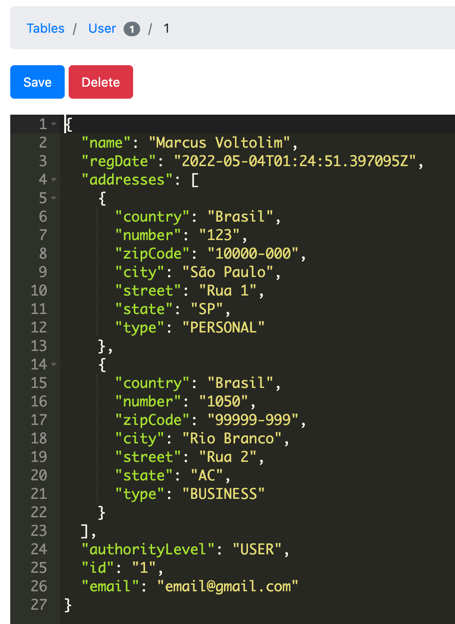 Tables / User 1 / 1
Save Delete
1 {
2 "name": "Marcus Voltolim",
3 "regDate": "2022-05-04T01:24:51.397095Z",
4 "addresses": [
5 {
6 "country": "Brasil",
7 "number": "123",
8 "zipCode": "10000-000",
9 "city": "São Paulo",
10 "street": "Rua 1",
11 "state": "SP",
12 "type": "PERSONAL"
13 },
14 {
15 "country": "Brasil",
16 "number": "1050",
17 "zipCode": "99999-999",
18 "city": "Rio Branco",
19 "street": "Rua 2",
20 "state": "AC",
21 "type": "BUSINESS"
22 }
23 ],
24 "authorityLevel": "USER",
25 "id": "1",
26 "email": "email@gmail.com"
27 }